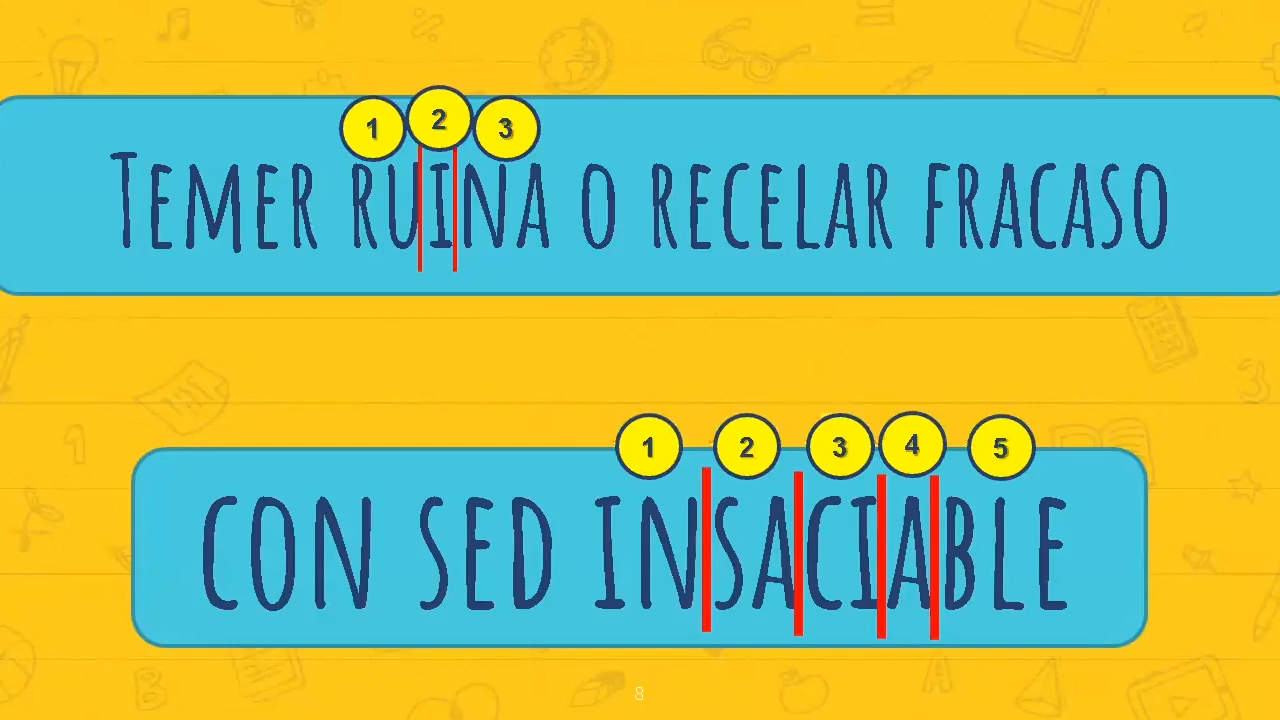 1 2 3
TEMER RUINA O RECELAR FRACASO
1 2 3 4 5
CON SED INSACIABLE
8